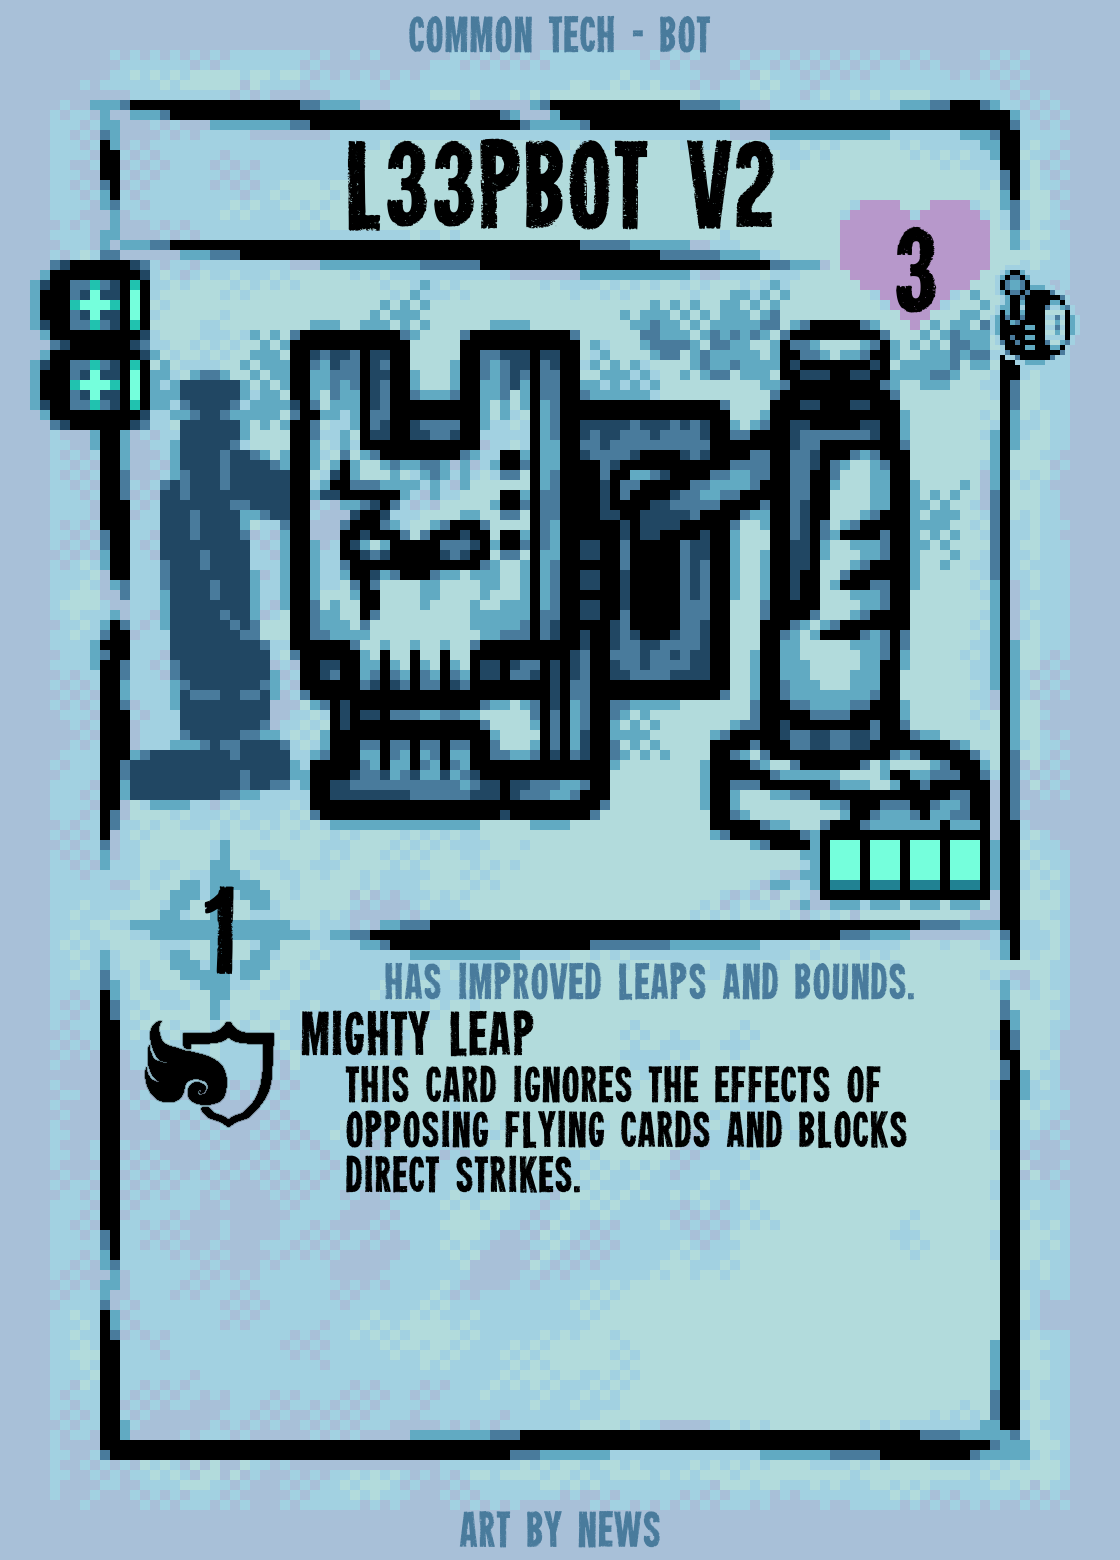 COMMON TECH - BOT
L33PBOT V2
3
1
HAS IMPROVED LEAPS AND BOUNDS.
MIGHTY LEAP
THIS CARD IGNORES THE EFFECTS OF
OPPOSING FLYING CARDS AND BLOCKS
DIRECT STRIKES.
ART BY NEWS